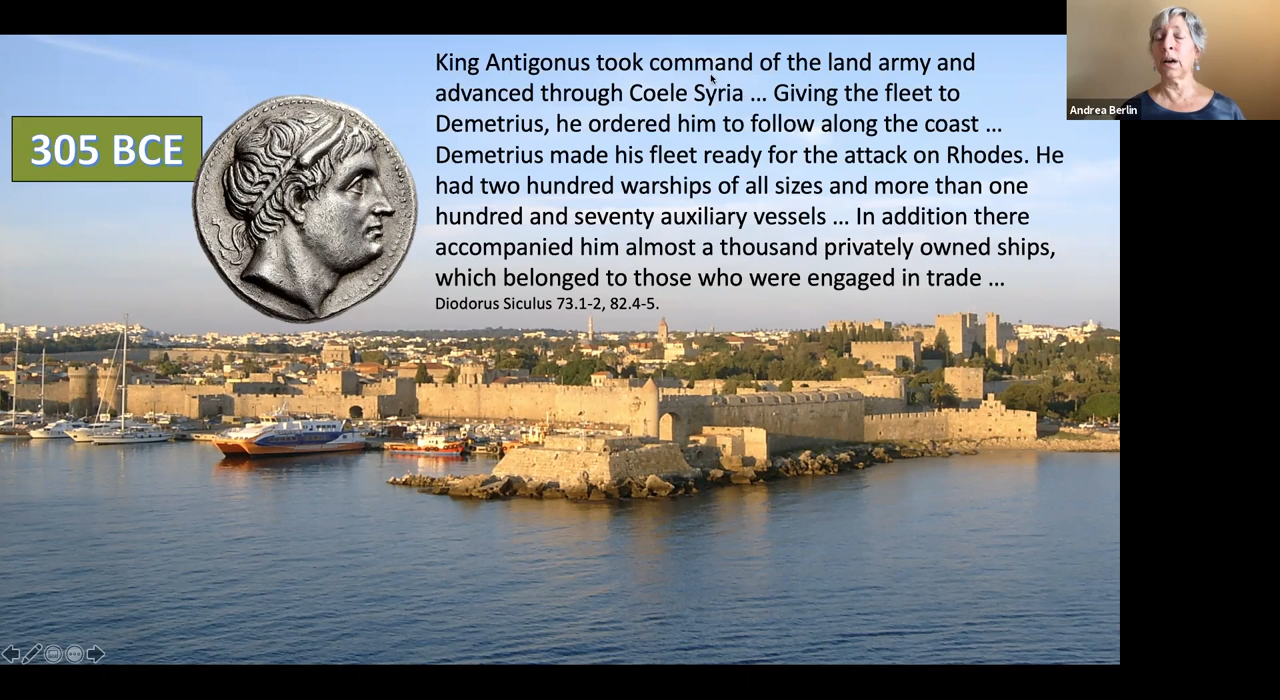 305 BCE
King Antigonus took command of the land army and
advanced through Coele Syria ... Giving the fleet to
Demetrius, he ordered him to follow along the coast ...
Demetrius made his fleet ready for the attack on Rhodes. He
had two hundred warships of all sizes and more than one
hundred and seventy auxiliary vessels ... In addition there
accompanied him almost a thousand privately owned ships,
which belonged to those who were engaged in trade ...
Diodorus Siculus 73.1-2, 82.4-5.
Andrea Berlin